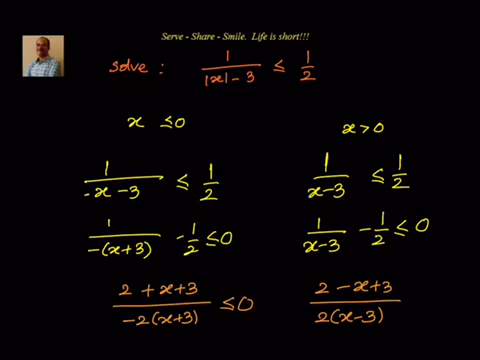 Serve - Share - Smile. Life is short!!!
solve : 1/(|x| - 3) ≤ 1/2
x ≤ 0
x > 0
1/(-x - 3) ≤ 1/2
1/(x - 3) ≤ 1/2
1/(-(x+3)) - 1/2 ≤ 0
1/(x-3) - 1/2 ≤ 0
(2 + x + 3)/(-2(x+3)) ≤ 0
(2 - x + 3)/(2(x-3))